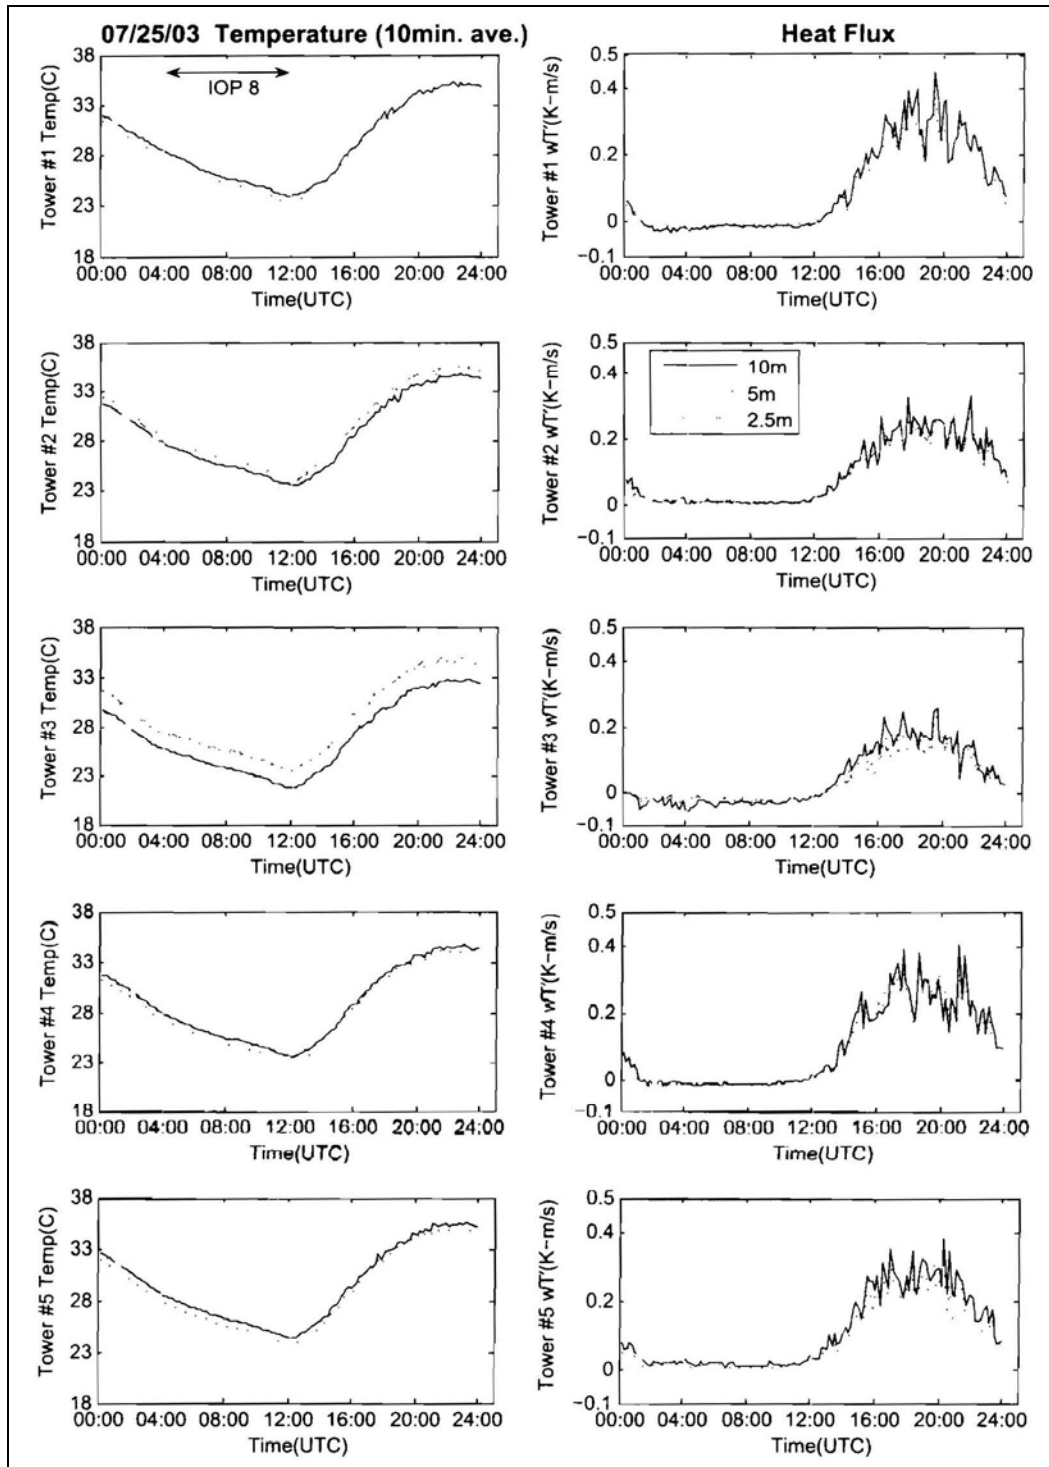 07/25/03 Temperature (10min. ave.)
Heat Flux
38
33
28
23
18
Tower #1 Temp(C)
IOP 8
00:00 04:00 08:00 12:00 16:00 20:00 24:00
Time(UTC)
0.5
0.4
0.2
0
−0.1
Tower #1 wT'(K−m/s)
00:00 04:00 08:00 12:00 16:00 20:00 24:00
Time(UTC)
38
33
28
23
18
Tower #2 Temp(C)
00:00 04:00 08:00 12:00 16:00 20:00 24:00
Time(UTC)
0.5
0.4
0.2
0
−0.1
Tower #2 wT'(K−m/s)
10m
5m
2.5m
00:00 04:00 08:00 12:00 16:00 20:00 24:00
Time(UTC)
38
33
28
23
18
Tower #3 Temp(C)
00:00 04:00 08:00 12:00 16:00 20:00 24:00
Time(UTC)
0.5
0.4
0.2
0
−0.1
Tower #3 wT'(K−m/s)
00:00 04:00 08:00 12:00 16:00 20:00 24:00
Time(UTC)
38
33
28
23
18
Tower #4 Temp(C)
00:00 04:00 08:00 12:00 16:00 20:00 24:00
Time(UTC)
0.5
0.4
0.2
0
−0.1
Tower #4 wT'(K−m/s)
00:00 04:00 08:00 12:00 16:00 20:00 24:00
Time(UTC)
38
33
28
23
18
Tower #5 Temp(C)
00:00 04:00 08:00 12:00 16:00 20:00 24:00
Time(UTC)
0.5
0.4
0.2
0
−0.1
Tower #5 wT'(K−m/s)
00:00 04:00 08:00 12:00 16:00 20:00 24:00
Time(UTC)